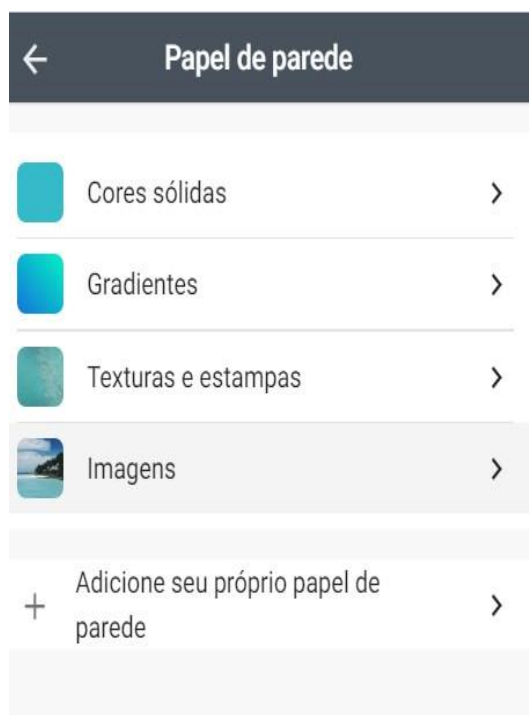 Papel de parede
Cores sólidas
Gradientes
Texturas e estampas
Imagens
Adicione seu próprio papel de
parede